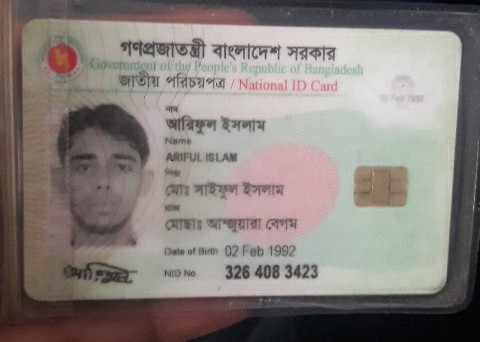 গণপ্রজাতন্ত্রী বাংলাদেশ সরকার
Government of the People's Republic of Bangladesh
জাতীয় পরিচয়পত্র / National ID Card
02 Feb 1992
নাম
আরিফুল ইসলাম
Name
ARIFUL ISLAM
পিতা
মোঃ সাইফুল ইসলাম
মাতা
মোছাঃ আন্জুয়ারা বেগম
Date of Birth 02 Feb 1992
NID No 326 408 3423